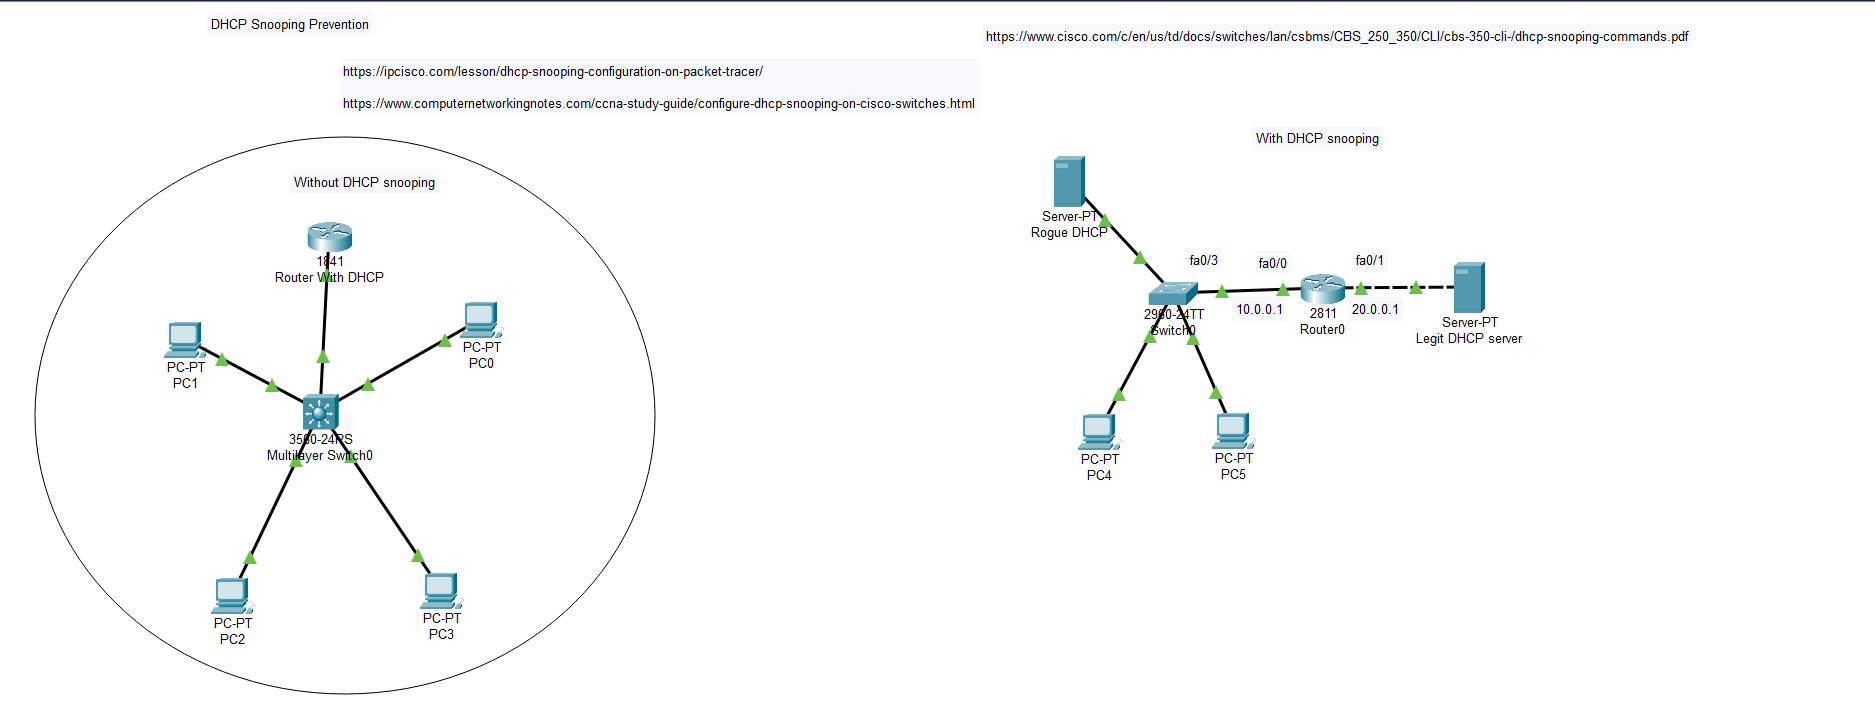 DHCP Snooping Prevention
https://www.cisco.com/c/en/us/td/docs/switches/lan/csbms/CBS_250_350/CLI/cbs-350-cli-/dhcp-snooping-commands.pdf
https://ipcisco.com/lesson/dhcp-snooping-configuration-on-packet-tracer/
https://www.computernetworkingnotes.com/ccna-study-guide/configure-dhcp-snooping-on-cisco-switches.html
Without DHCP snooping
1841
Router With DHCP
PC-PT
PC1
PC-PT
PC0
3560-24PS
Multilayer Switch0
PC-PT
PC2
PC-PT
PC3
With DHCP snooping
Server-PT
Rogue DHCP
fa0/3
fa0/0
fa0/1
2960-24TT
Switch0
10.0.0.1
2811
Router0
20.0.0.1
Server-PT
Legit DHCP server
PC-PT
PC4
PC-PT
PC5